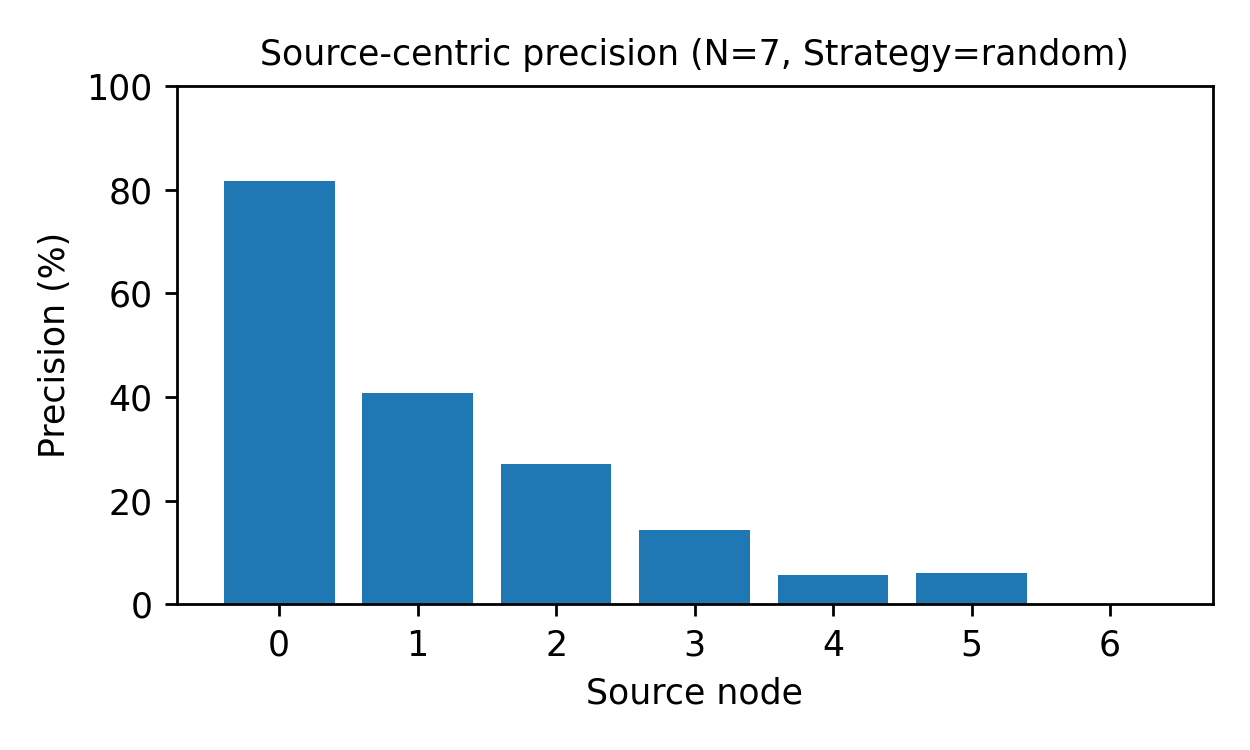 Source-centric precision (N=7, Strategy=random)
100
80
60
40
20
0
Precision (%)
0 1 2 3 4 5 6
Source node